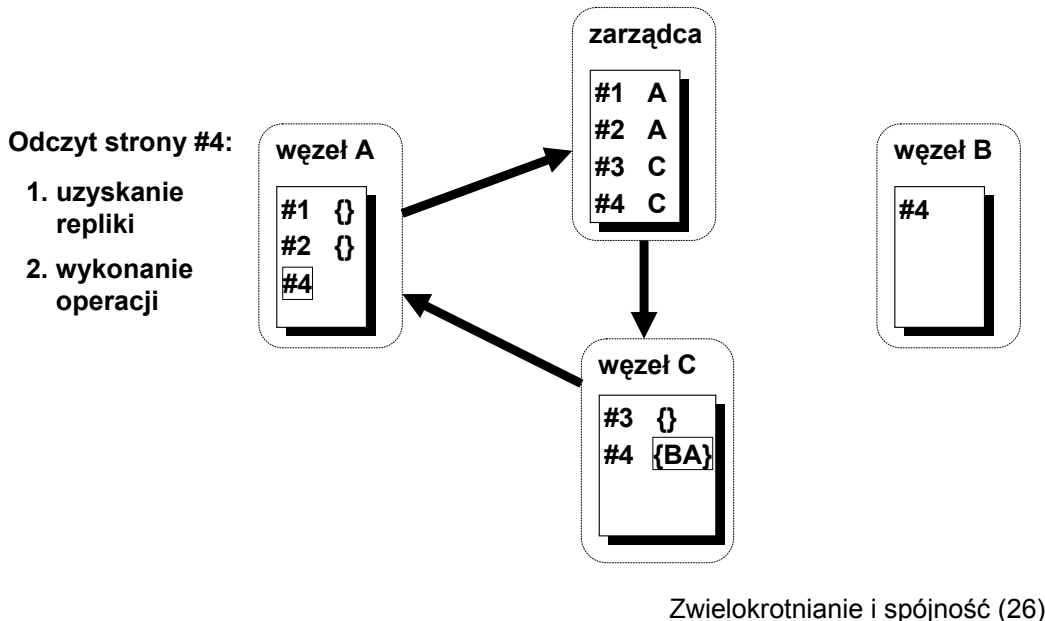 zarządca
#1 A
#2 A
#3 C
#4 C
Odczyt strony #4:
1. uzyskanie
repliki
2. wykonanie
operacji
węzeł A
#1 {}
#2 {}
#4
węzeł B
#4
węzeł C
#3 {}
#4 {BA}
Zwielokrotnianie i spójność (26)